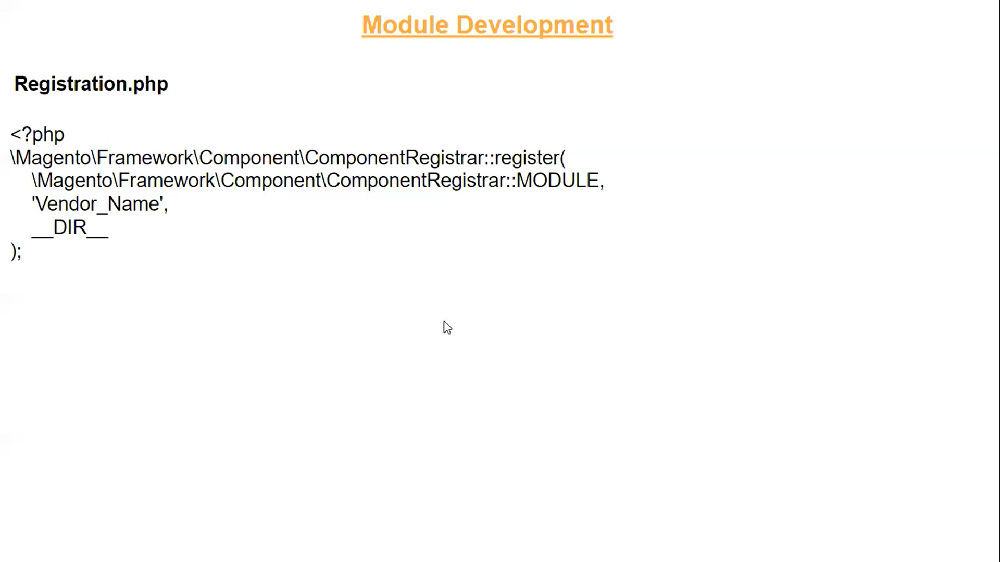 Module Development
Registration.php
<?php
\Magento\Framework\Component\ComponentRegistrar::register(
\Magento\Framework\Component\ComponentRegistrar::MODULE,
'Vendor_Name',
__DIR__
);